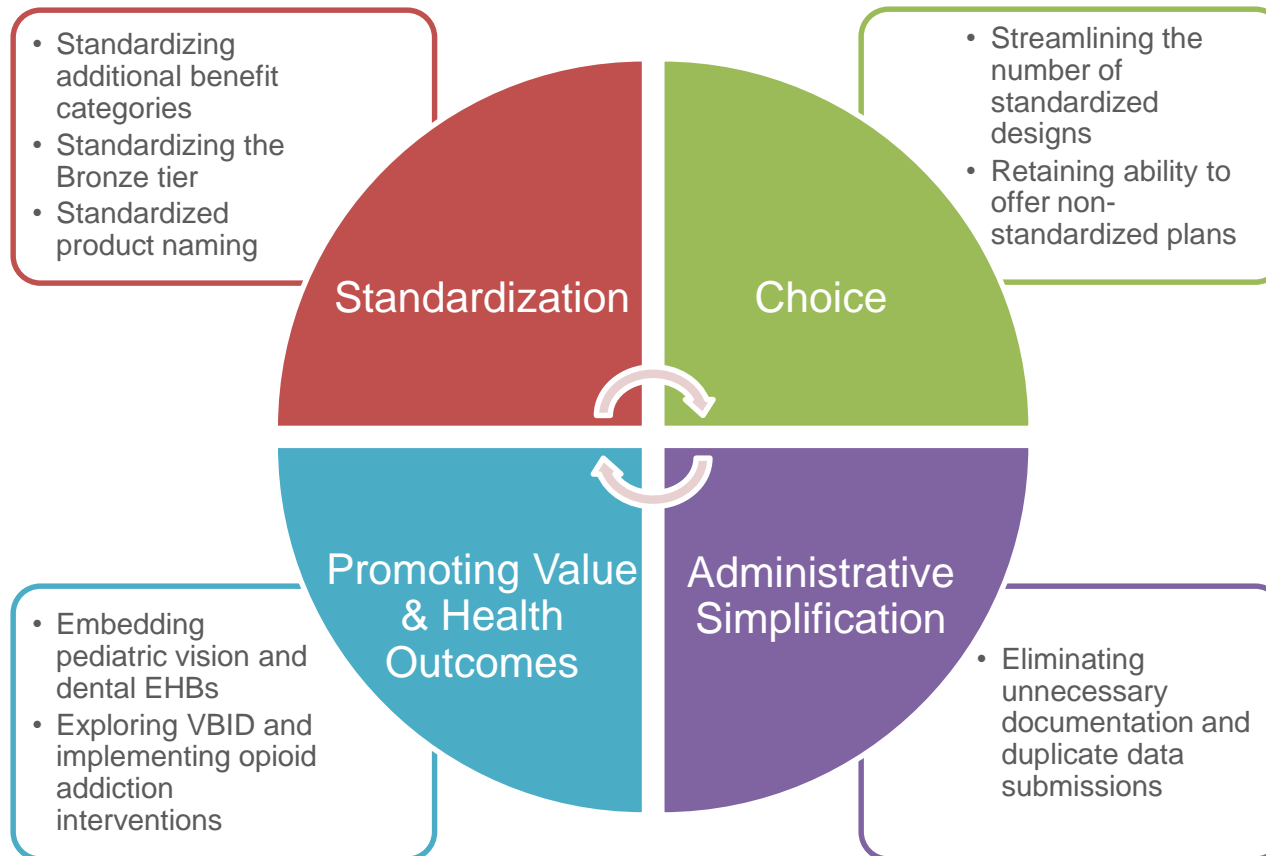 • Standardizing
additional benefit
categories
• Standardizing the
Bronze tier
• Standardized
product naming
Standardization
Choice
• Streamlining the
number of
standardized
designs
• Retaining ability to
offer non-
standardized plans
Promoting Value
& Health
Outcomes
Administrative
Simplification
• Embedding
pediatric vision and
dental EHBs
• Exploring VBID and
implementing opioid
addiction
interventions
• Eliminating
unnecessary
documentation and
duplicate data
submissions